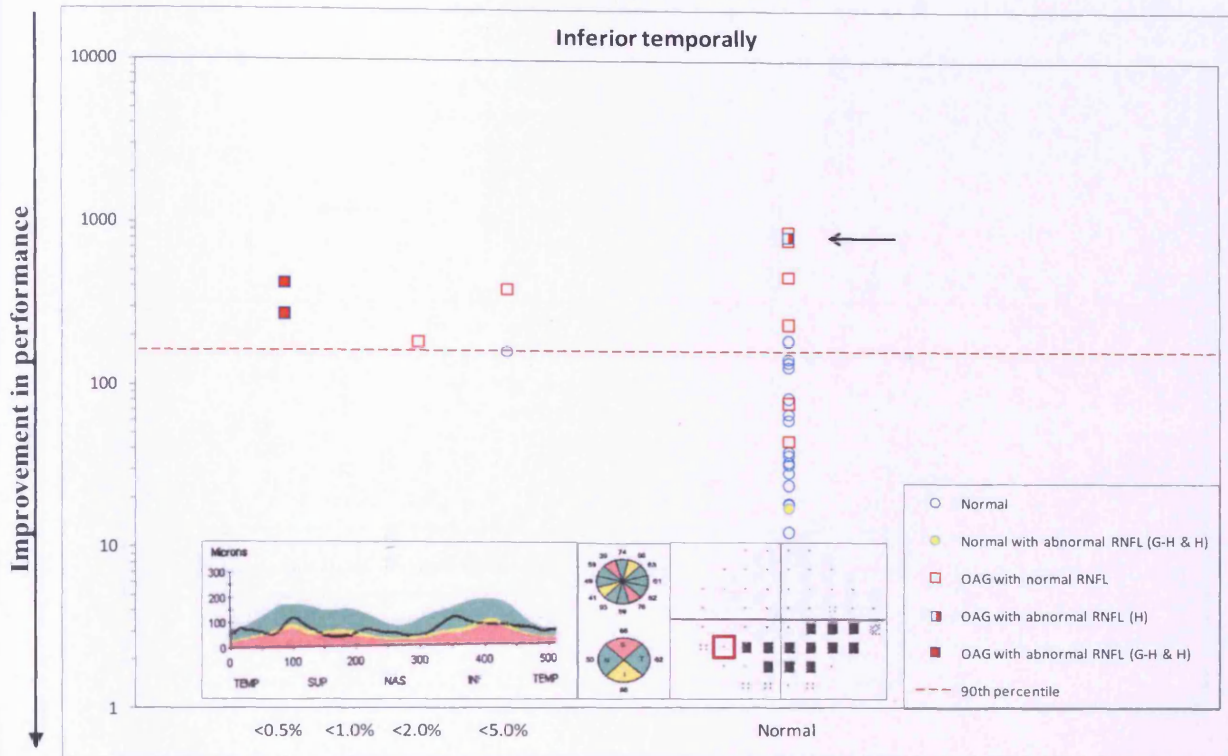 Inferior temporally
Improvement in performance
10000
1000
100
10
1
<0.5%
<1.0%
<2.0%
<5.0%
Normal
Normal
Normal with abnormal RNFL (G-H & H)
OAG with normal RNFL
OAG with abnormal RNFL (H)
OAG with abnormal RNFL (G-H & H)
90th percentile
Microns
300
200
100
0
0 100 200 300 400 500
TEMP SUP NAS INF TEMP
74